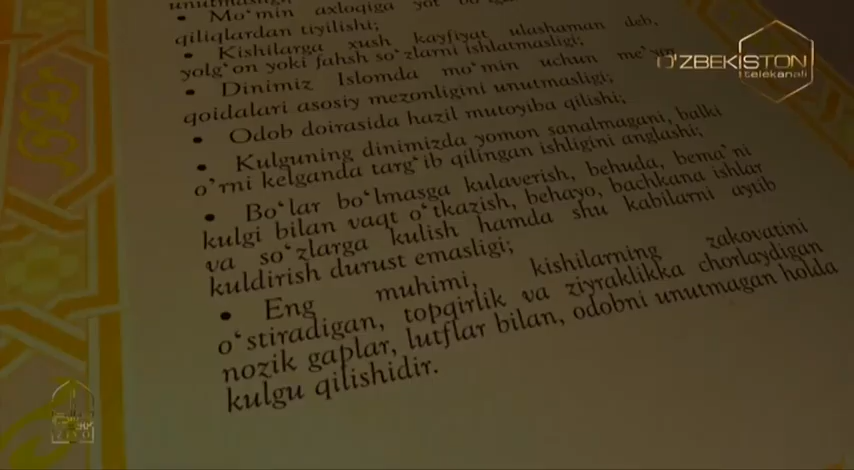 unutmasligi;
• Mo‘min axloqiga yot
qiliqlardan tiyilishi;
• Kishilarga xush kayfiyat ulashaman deb,
yolg‘on yoki fahsh so‘zlarni ishlatmasligi;
• Dinimiz Islomda mo‘min uchun me’yor
qoidalari asosiy mezonligini unutmasligi;
• Odob doirasida hazil mutoyiba qilishi;
• Kulguning dinimizda yomon sanalmagani, balki
o‘rni kelganda targ‘ib qilingan ishligini anglashi;
• Bo‘lar bo‘lmasga kulaverish, behuda, bema’ni
kulgi bilan vaqt o‘tkazish, behayo, bachkana ishlar
va so‘zlarga kulish hamda shu kabilarni aytib
kuldirish durust emasligi;
• Eng muhimi, kishilarning zakovatini
o‘stiradigan, topqirlik va ziyraklikka chorlaydigan
nozik gaplar, lutflar bilan, odobni unutmagan holda
kulgu qilishidir.
O'ZBEKISTON
telekanali